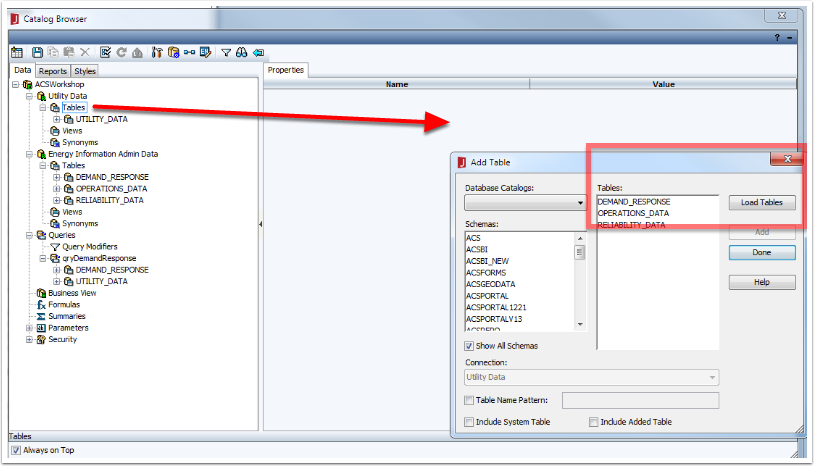 Catalog Browser
? –
Data Reports Styles
Properties
Name Value
ACSWorkshop
Utility Data
Tables
UTILITY_DATA
Views
Synonyms
Energy Information Admin Data
Tables
DEMAND_RESPONSE
OPERATIONS_DATA
RELIABILITY_DATA
Views
Synonyms
Queries
Query Modifiers
qryDemandResponse
DEMAND_RESPONSE
UTILITY_DATA
Business View
Formulas
Summaries
Parameters
Security
Add Table
Database Catalogs:
Schemas:
ACS
ACSBI
ACSBI_NEW
ACSFORMS
ACSGEODATA
ACSPORTAL
ACSPORTAL1221
ACSPORTALV13
Show All Schemas
Tables:
DEMAND_RESPONSE
OPERATIONS_DATA
RELIABILITY_DATA
Load Tables
Add
Done
Help
Connection:
Utility Data
Table Name Pattern:
Include System Table
Include Added Table
Tables
Always on Top